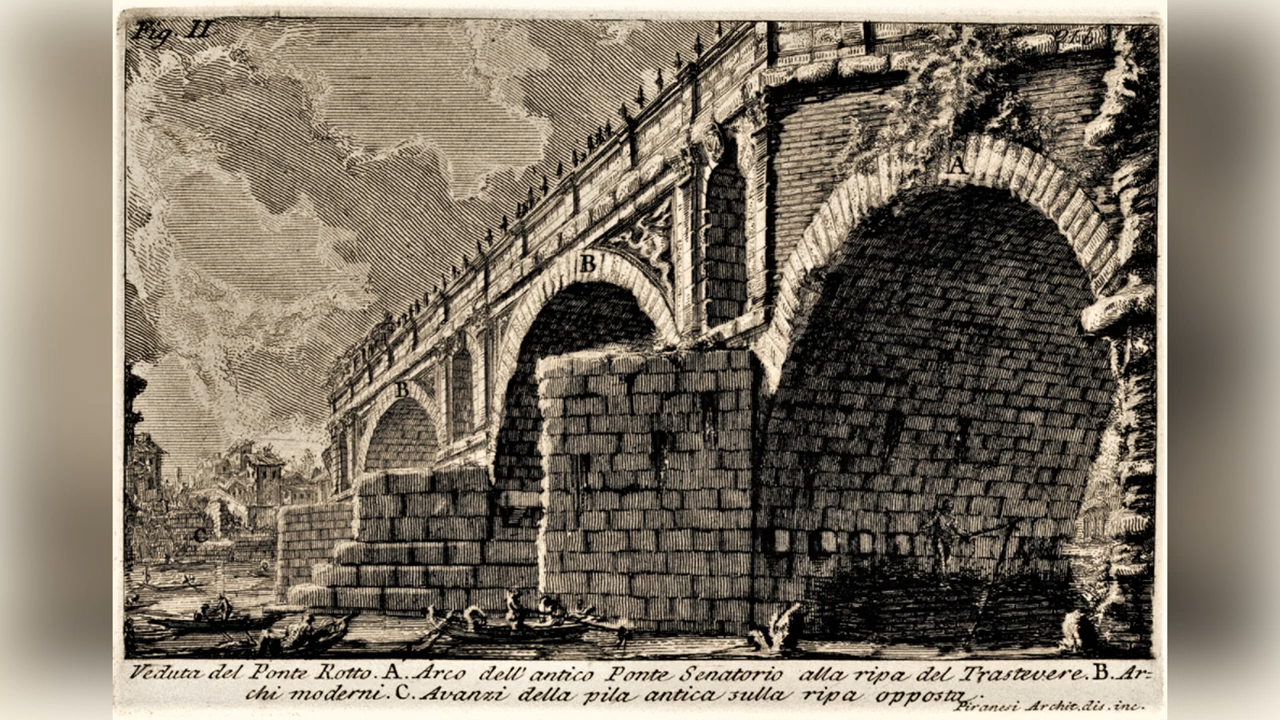 Fig II
A
B
B
C
Veduta del Ponte Rotto. A. Arco dell'antico Ponte Senatorio alla ripa del Trastevere. B. Ar-
chi moderni. C. Avanzi della pila antica sulla ripa opposta.
Piranesi Archit. dis. inc.